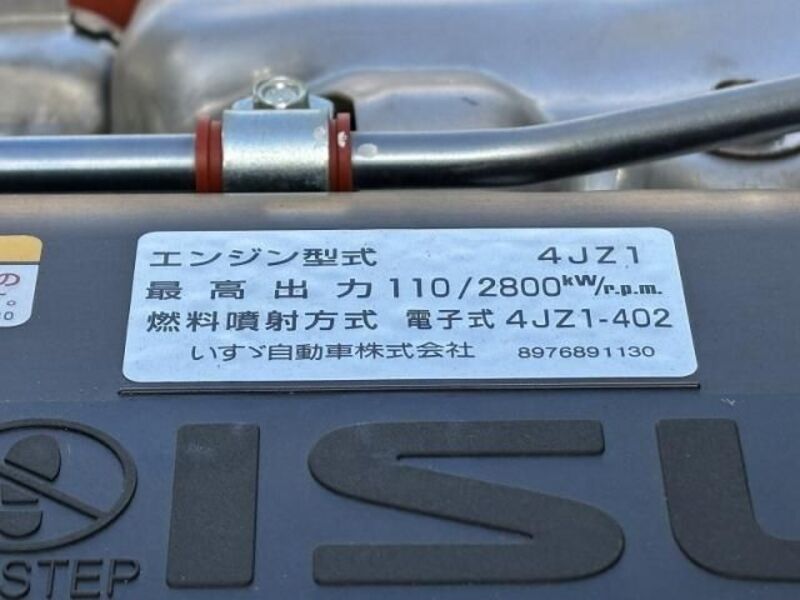 エンジン型式 4JZ1
最高出力 110/2800kW/r.p.m.
燃料噴射方式 電子式 4JZ1-402
いすゞ自動車株式会社 8976891130
の
ISU
STEP